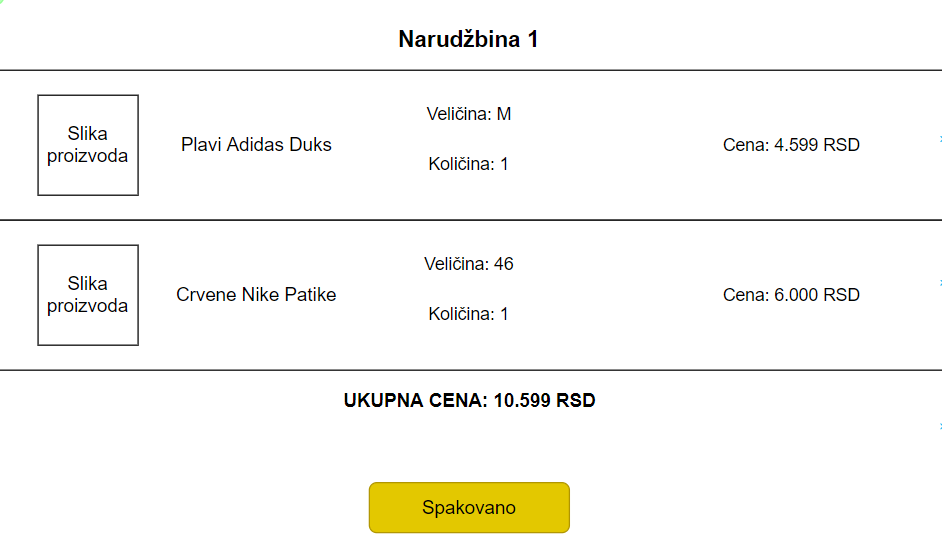 Narudžbina 1
Slika
proizvoda
Plavi Adidas Duks
Veličina: M
Količina: 1
Cena: 4.599 RSD
Slika
proizvoda
Crvene Nike Patike
Veličina: 46
Količina: 1
Cena: 6.000 RSD
UKUPNA CENA: 10.599 RSD
Spakovano